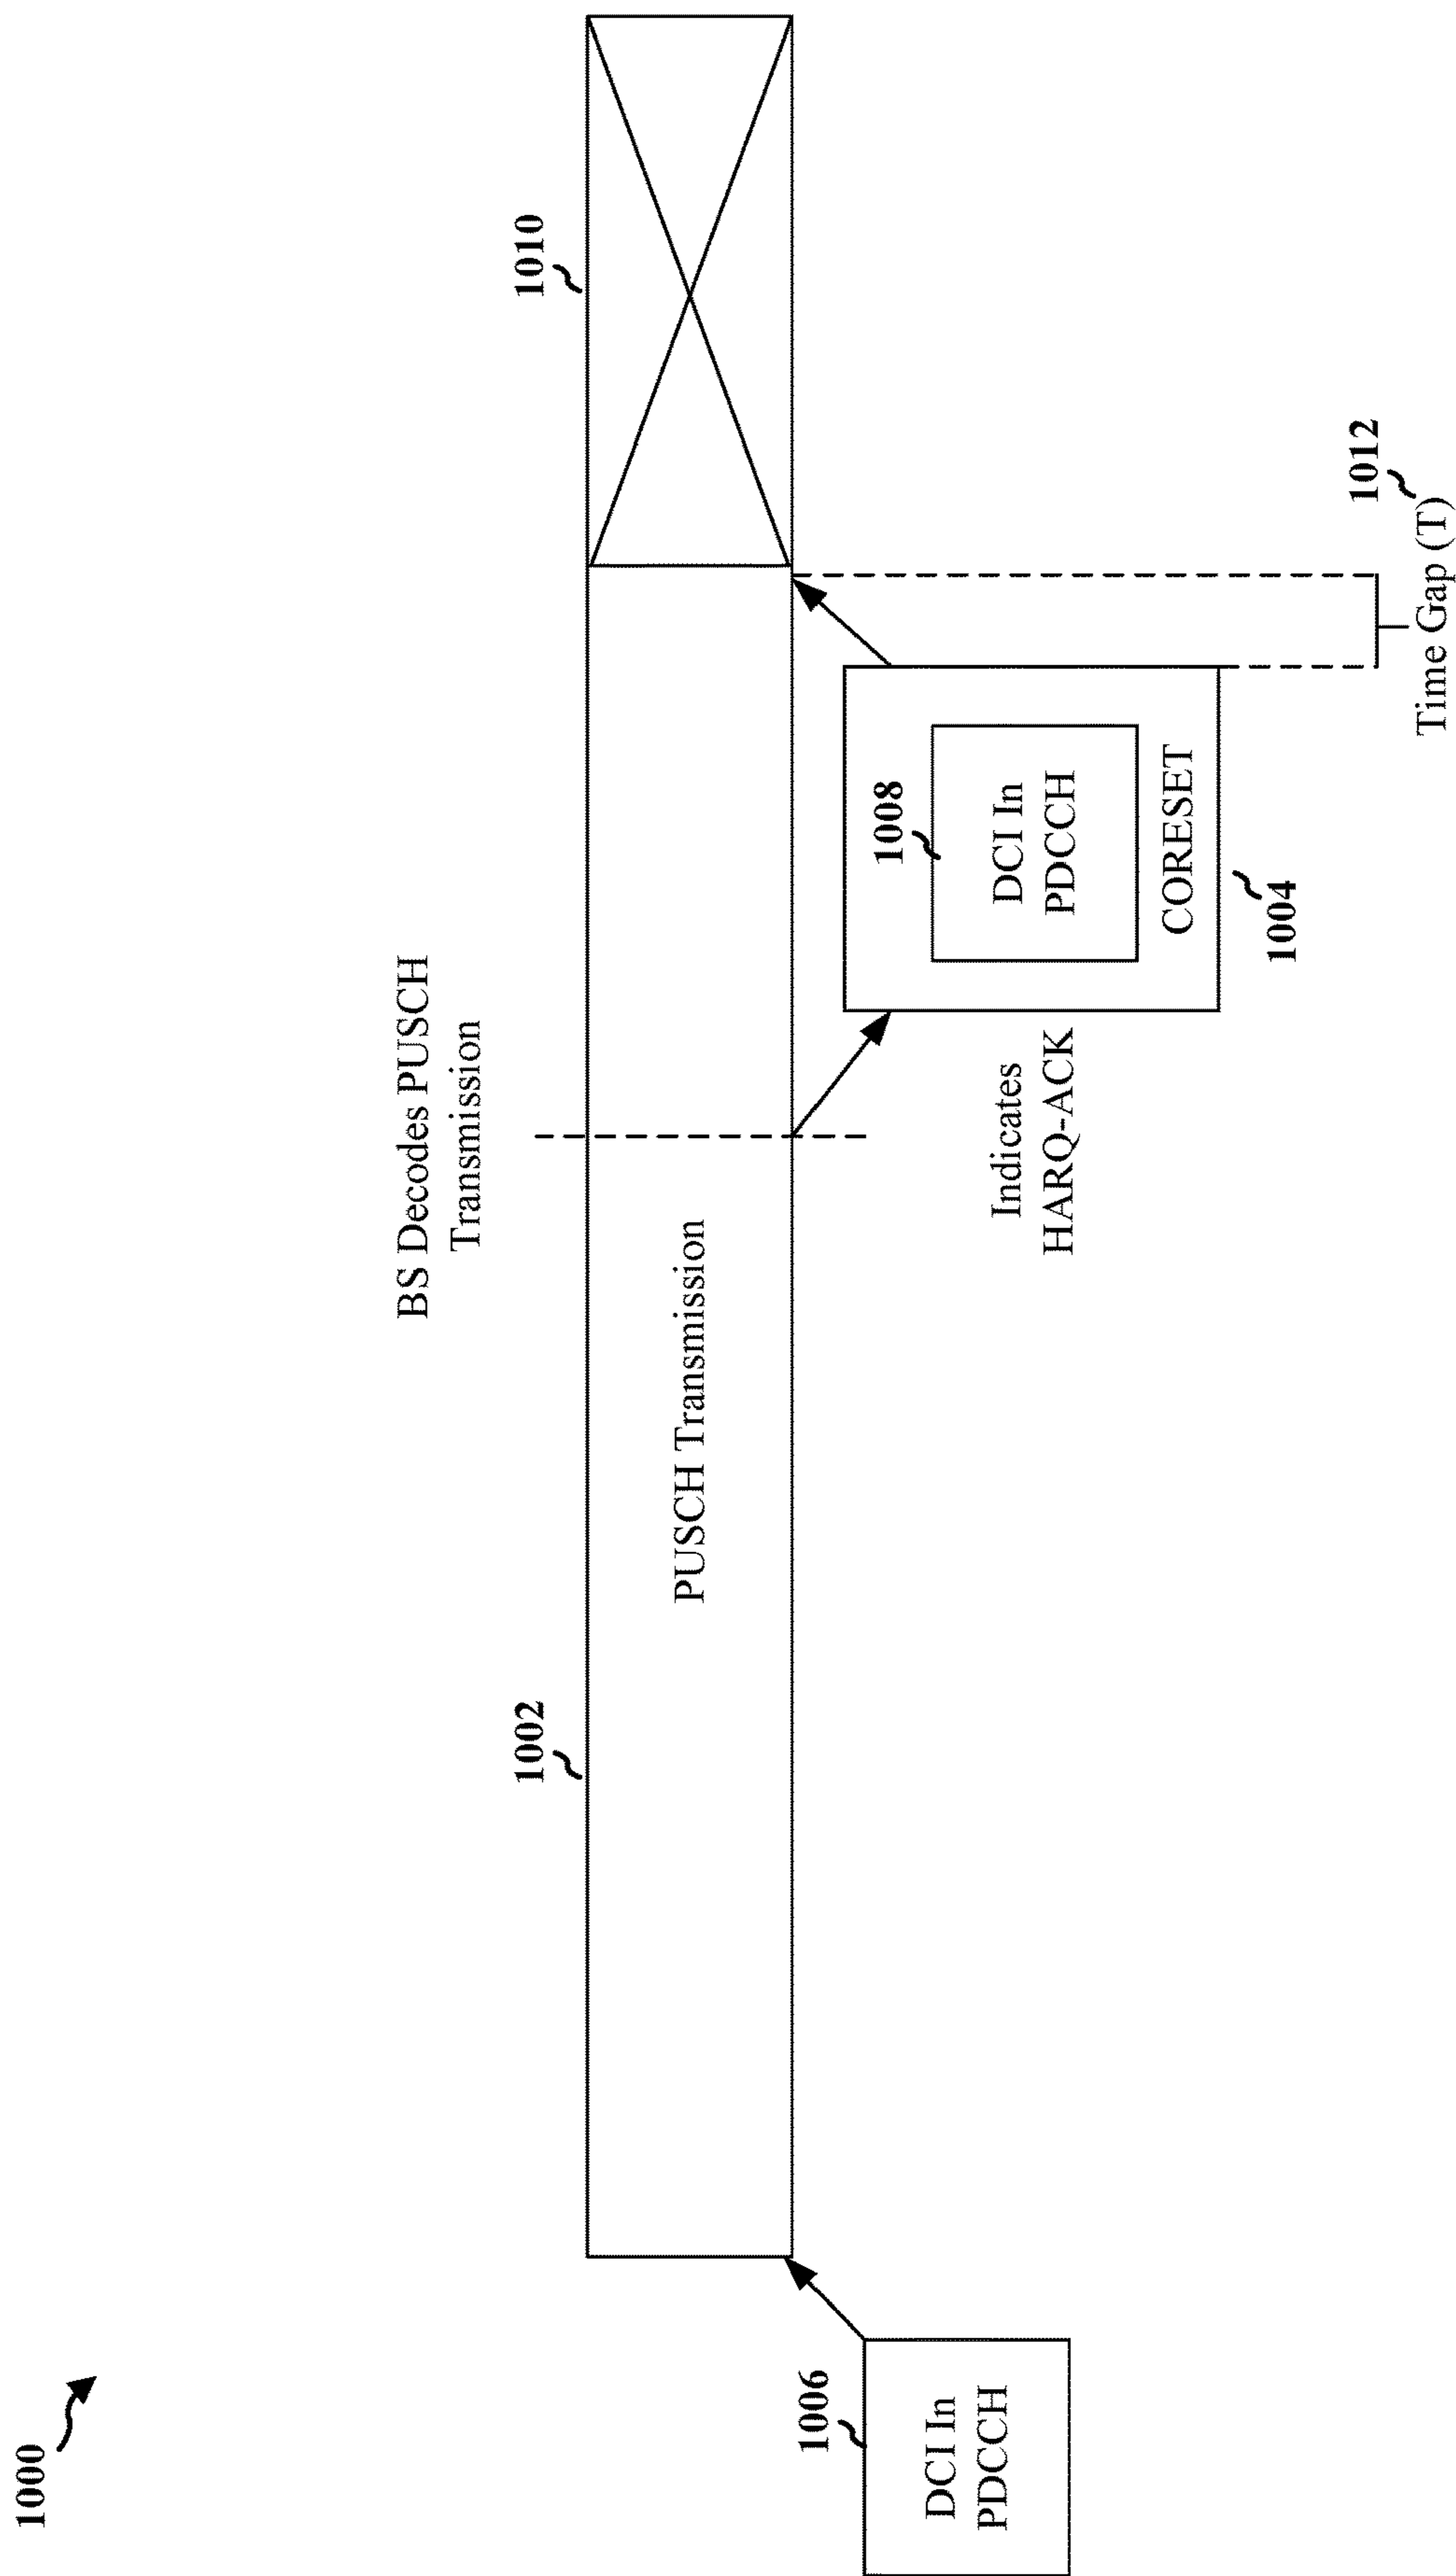 1000
BS Decodes PUSCH
Transmission
1002
1010
PUSCH Transmission
1006
DCI In
PDCCH
Indicates
HARQ-ACK
1008
DCI In
PDCCH
CORESET
1004
1012
Time Gap (T)